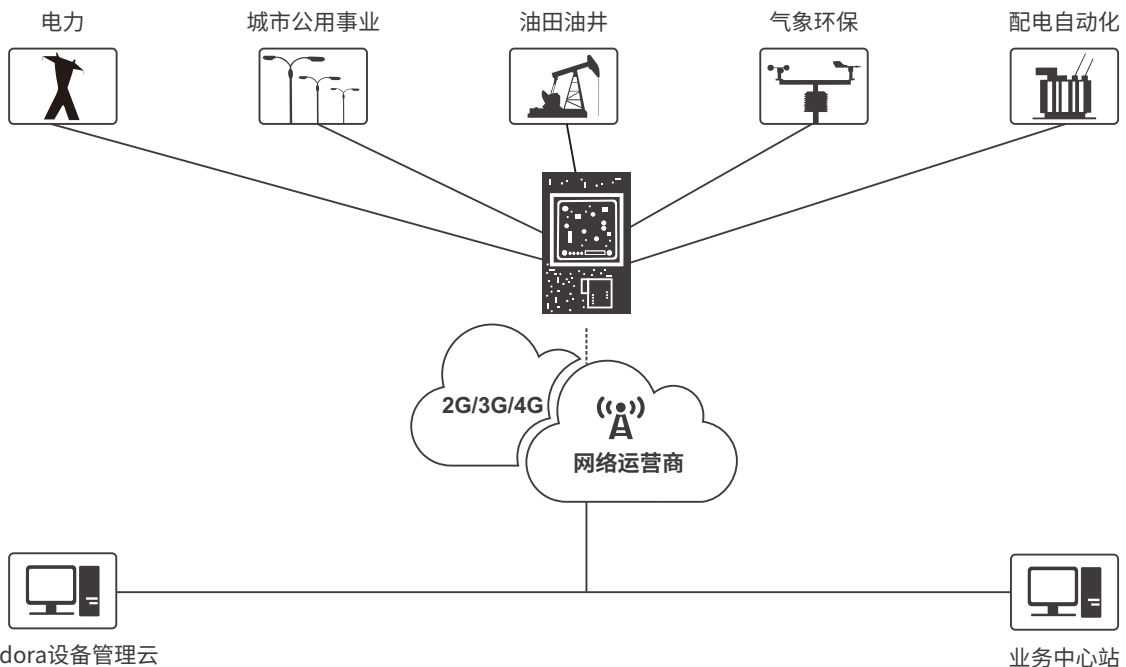 电力
城市公用事业
油田油井
气象环保
配电自动化
2G/3G/4G
网络运营商
dora设备管理云
业务中心站